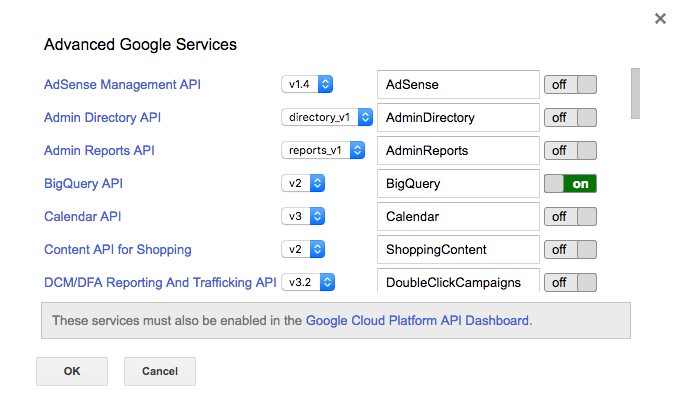 Advanced Google Services
AdSense Management API v1.4 AdSense off
Admin Directory API directory_v1 AdminDirectory off
Admin Reports API reports_v1 AdminReports off
BigQuery API v2 BigQuery on
Calendar API v3 Calendar off
Content API for Shopping v2 ShoppingContent off
DCM/DFA Reporting And Trafficking API v3.2 DoubleClickCampaigns off
These services must also be enabled in the Google Cloud Platform API Dashboard.
OK Cancel